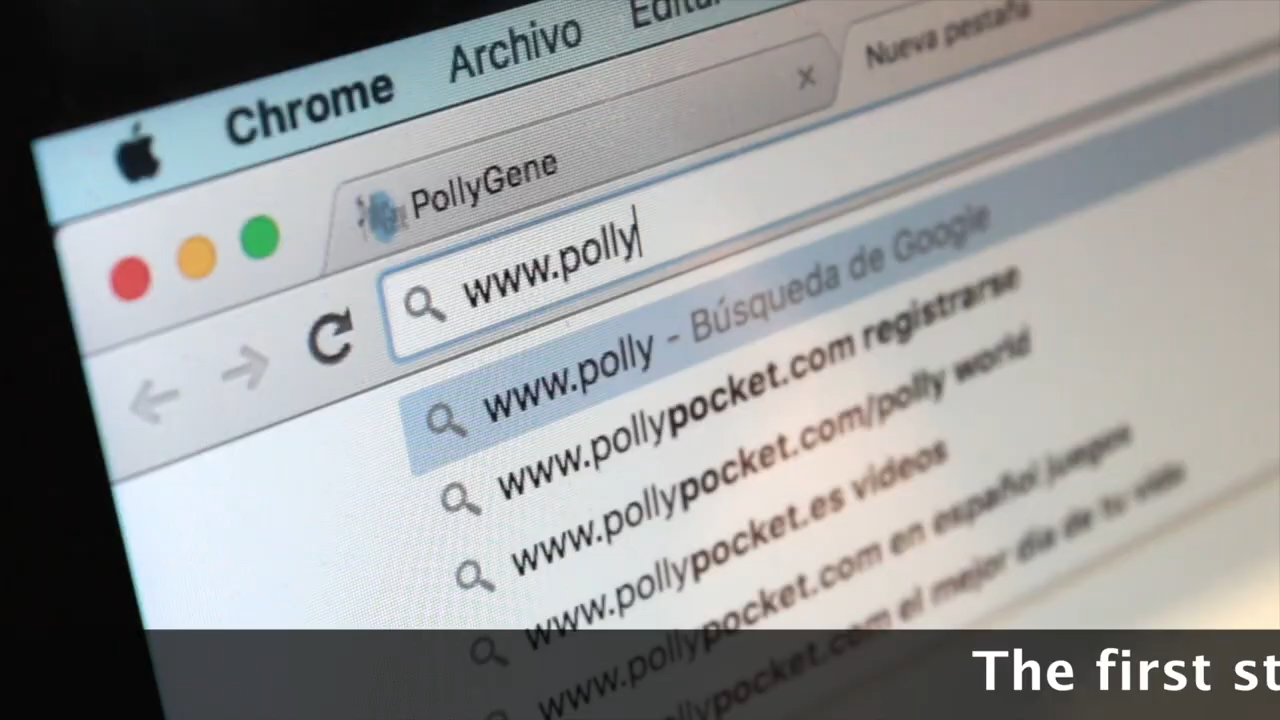 Chrome Archivo
PollyGene
Nueva pestaña
www.polly
www.polly - Búsqueda de Google
www.pollypocket.com registrarse
www.pollypocket.com/polly world
www.pollypocket.es videos
www.pollypocket.com en español juegos
www.pollypocket.com el mejor dia de tu vida
The first st